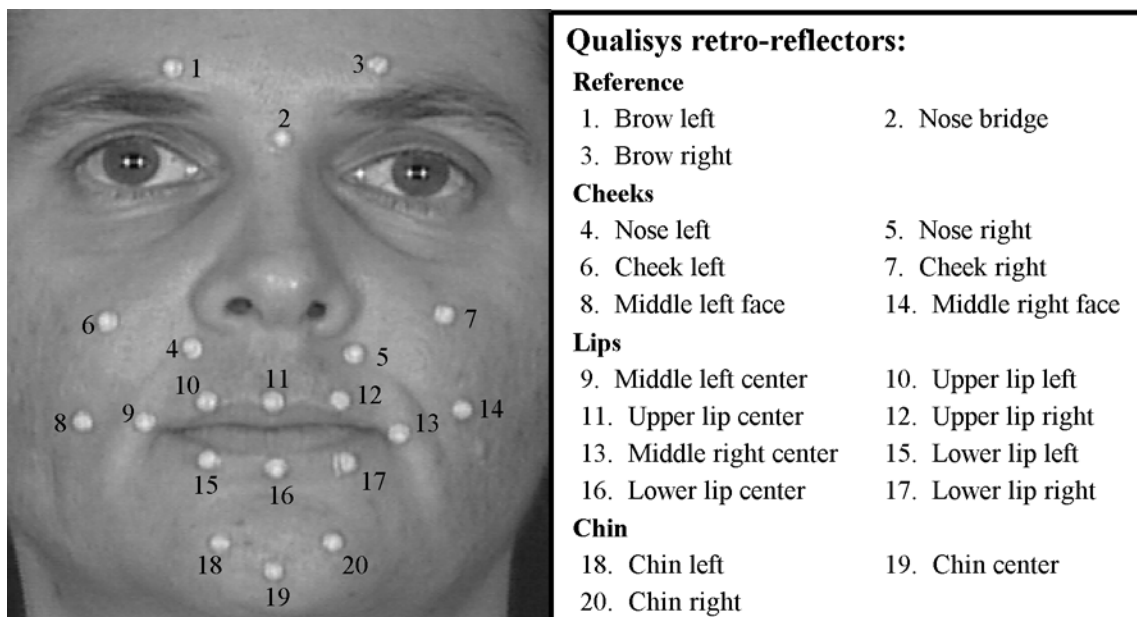 1
3
2
6
7
4
5
10
11
12
8
9
13
14
15
16
17
18
19
20
Qualisys retro-reflectors:
Reference
1. Brow left 2. Nose bridge
3. Brow right
Cheeks
4. Nose left 5. Nose right
6. Cheek left 7. Cheek right
8. Middle left face 14. Middle right face
Lips
9. Middle left center 10. Upper lip left
11. Upper lip center 12. Upper lip right
13. Middle right center 15. Lower lip left
16. Lower lip center 17. Lower lip right
Chin
18. Chin left 19. Chin center
20. Chin right